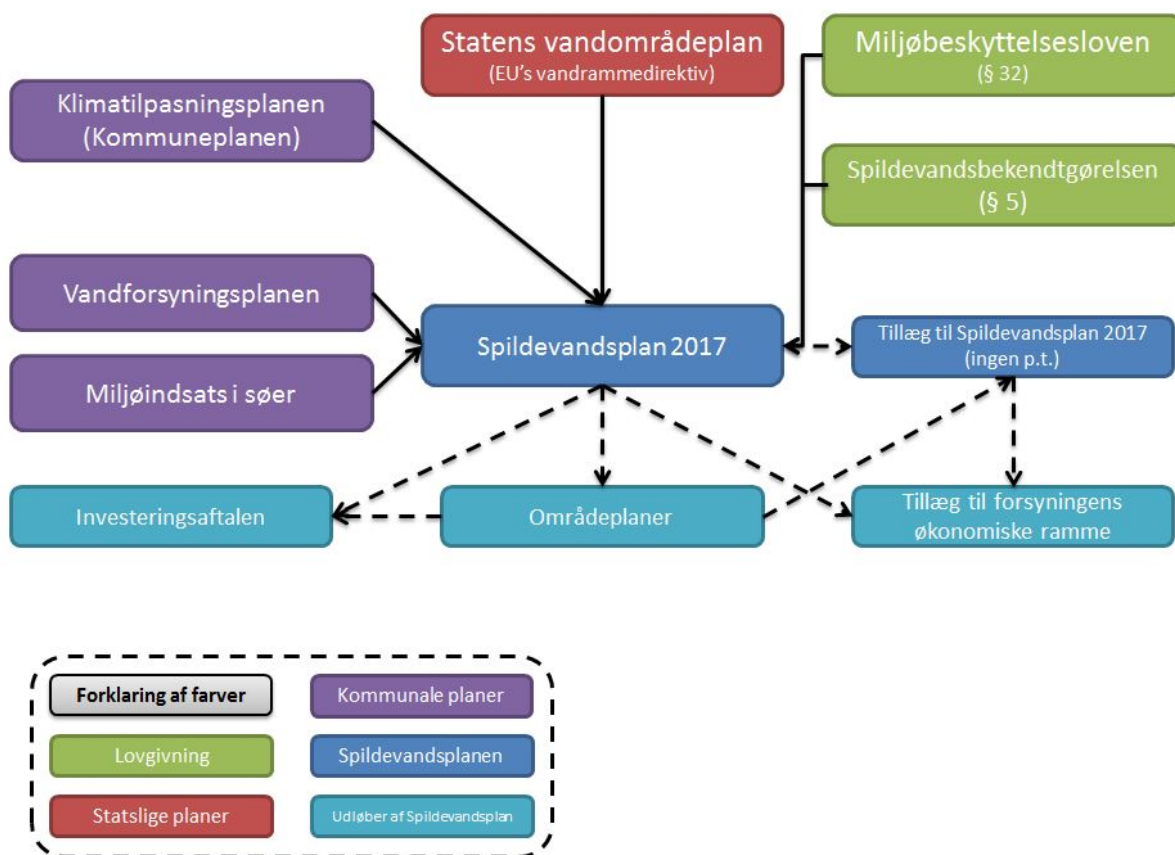 Statens vandområdeplan
(EU's vandrammedirektiv)
Miljøbeskyttelsesloven
(§ 32)
Klimatilpasningsplanen
(Kommuneplanen)
Spildevandsbekendtgørelsen
(§ 5)
Vandforsyningsplanen
Spildevandsplan 2017
Tillæg til Spildevandsplan 2017
(ingen p.t.)
Miljøindsats i søer
Investeringsaftalen
Områdeplaner
Tillæg til forsyningens
økonomiske ramme
Forklaring af farver
Kommunale planer
Lovgivning
Spildevandsplanen
Statslige planer
Udløber af Spildevandsplan